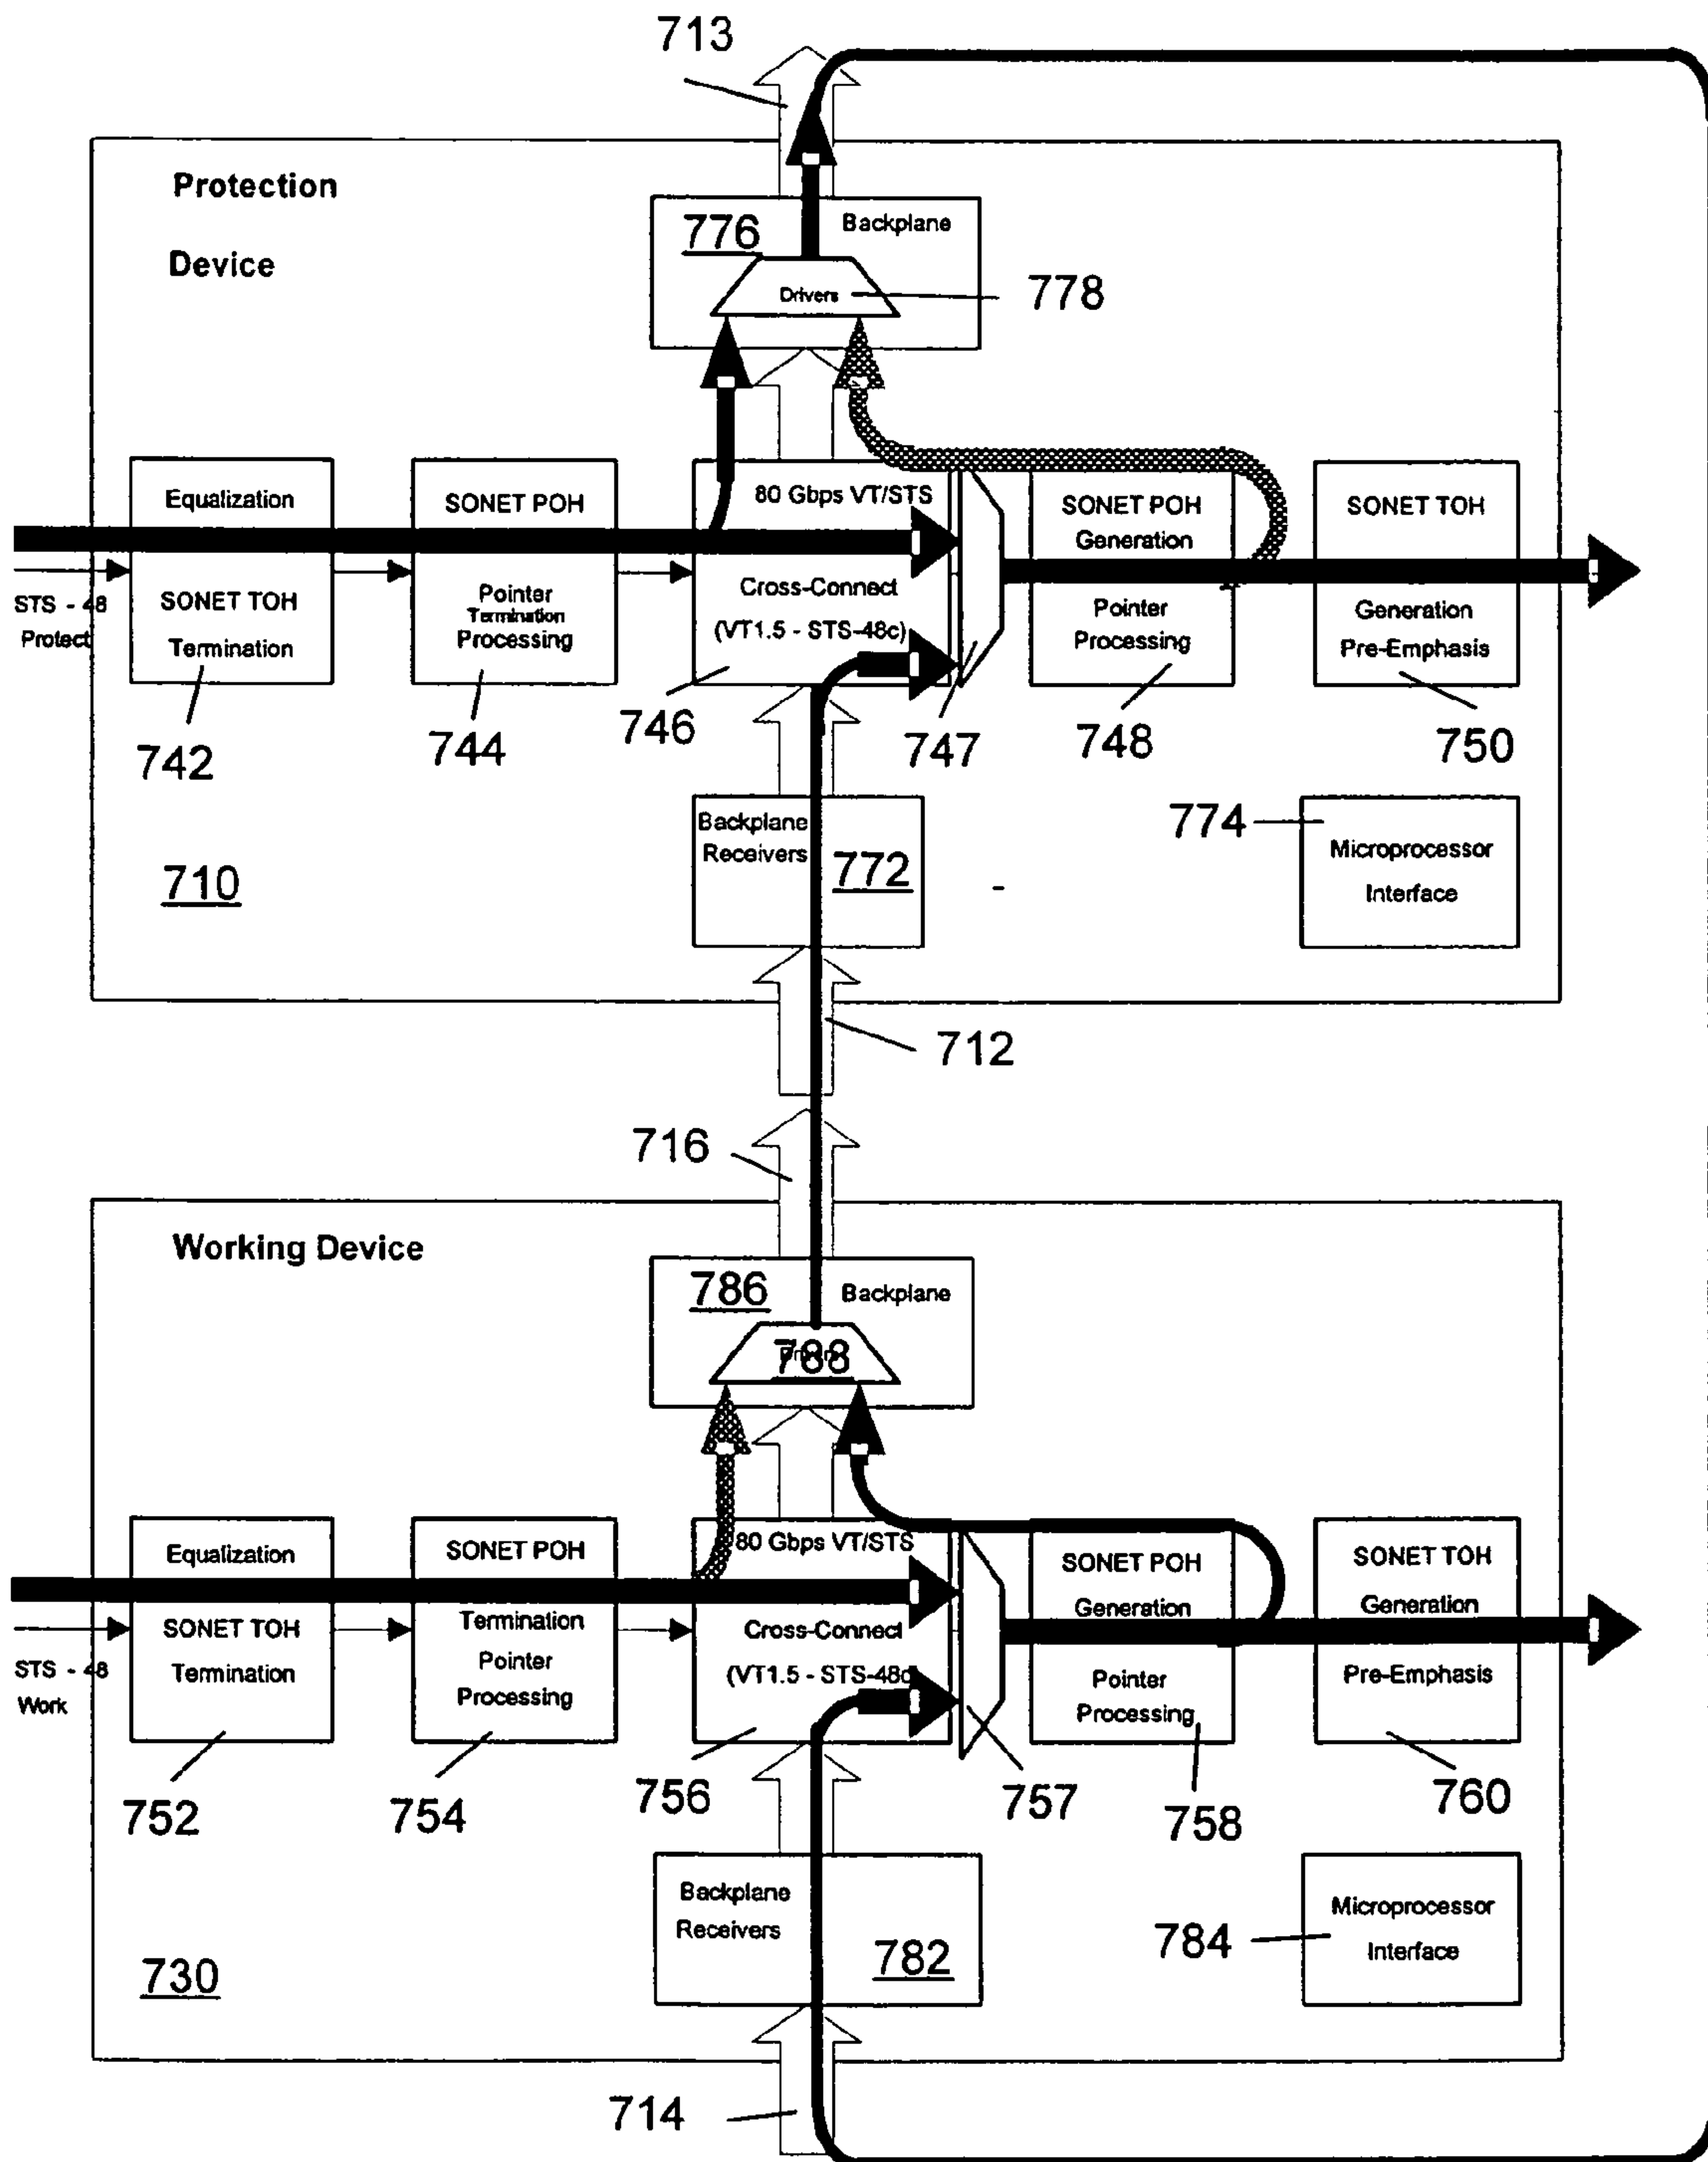 713
Protection
Device
776
Backplane
Drivers
778
Equalization
SONET TOH
Termination
SONET POH
Pointer
Termination
Processing
80 Gbps VT/STS
Cross-Connect
(VT1.5 - STS-48c)
SONET POH
Generation
Pointer
Processing
SONET TOH
Generation
Pre-Emphasis
STS - 48
Protect
742
744
746
747
748
750
Backplane
Receivers
772
774
Microprocessor
Interface
710
712
716
Working Device
786
Backplane
788
Equalization
SONET TOH
Termination
SONET POH
Termination
Pointer
Processing
80 Gbps VT/STS
Cross-Connect
(VT1.5 - STS-48c
SONET POH
Generation
Pointer
Processing
SONET TOH
Generation
Pre-Emphasis
STS - 48
Work
752
754
756
757
758
760
Backplane
Receivers
782
784
Microprocessor
Interface
730
714